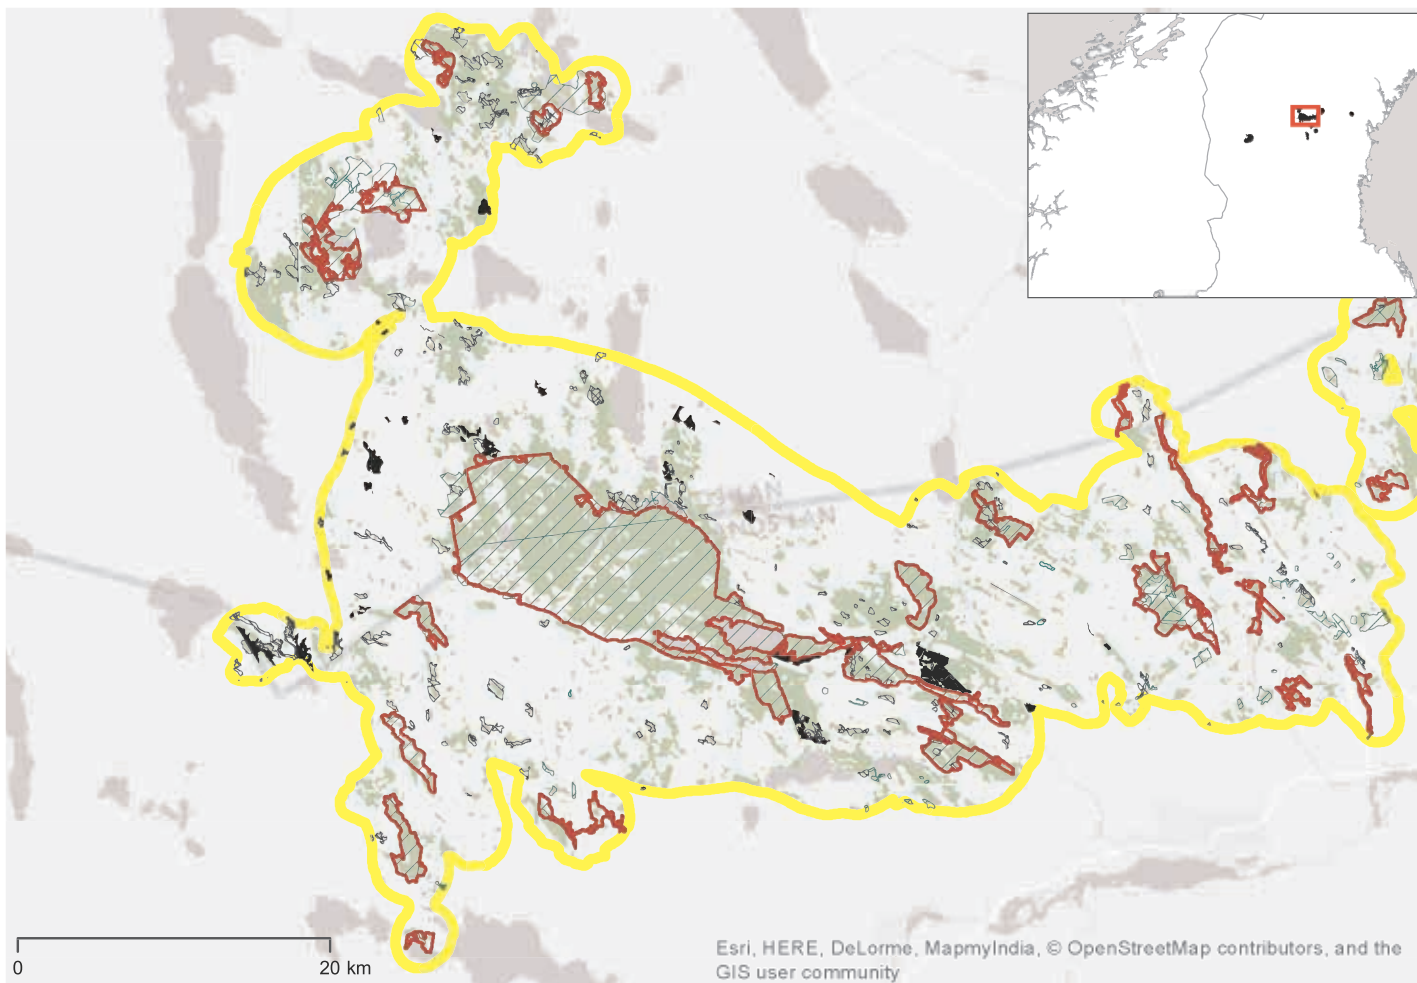 0
20 km
Esri, HERE, DeLorme, MapmyIndia, © OpenStreetMap contributors, and the
GIS user community